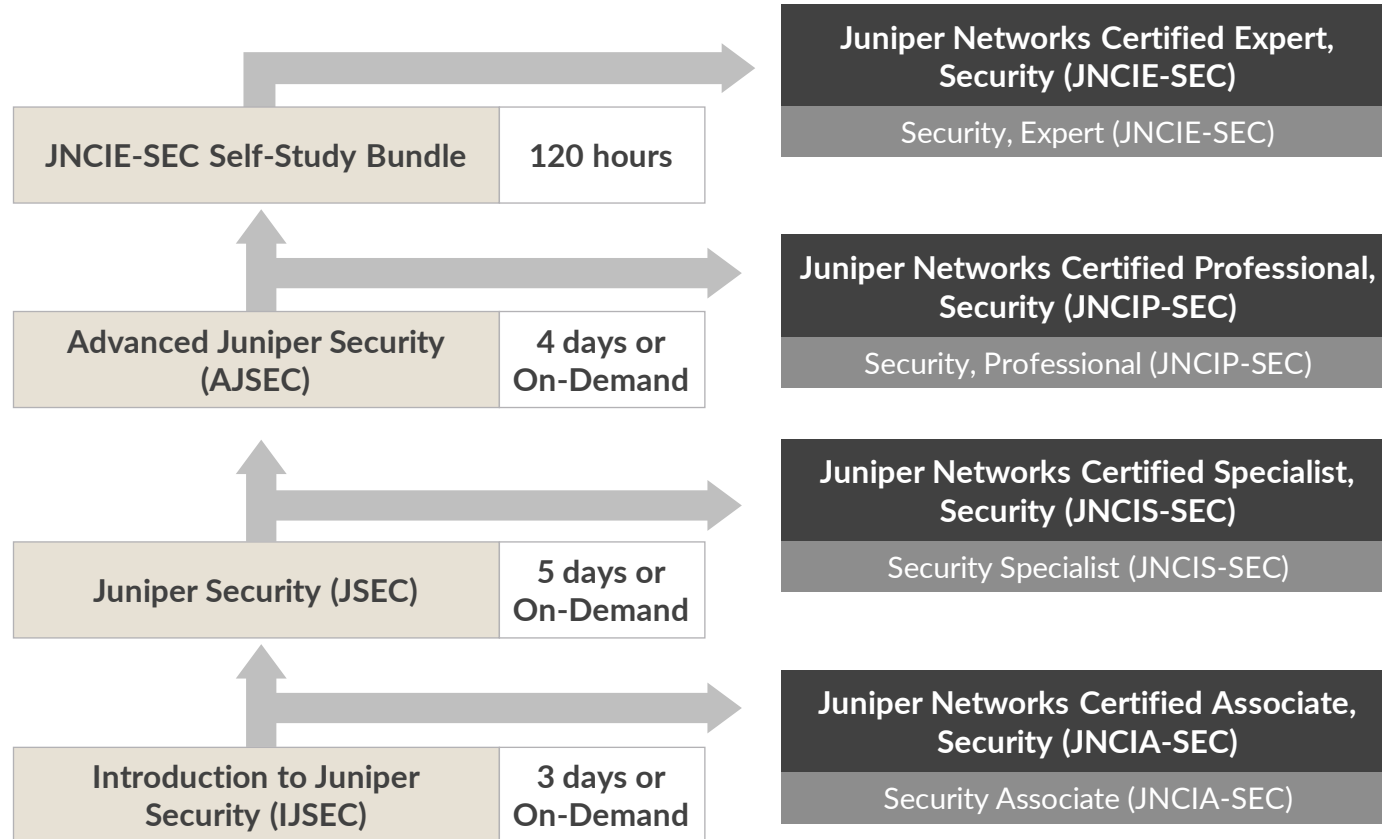 Juniper Networks Certified Expert,
Security (JNCIE-SEC)
Security, Expert (JNCIE-SEC)
JNCIE-SEC Self-Study Bundle
120 hours
Juniper Networks Certified Professional,
Security (JNCIP-SEC)
Security, Professional (JNCIP-SEC)
Advanced Juniper Security
(AJSEC)
4 days or
On-Demand
Juniper Networks Certified Specialist,
Security (JNCIS-SEC)
Security Specialist (JNCIS-SEC)
Juniper Security (JSEC)
5 days or
On-Demand
Juniper Networks Certified Associate,
Security (JNCIA-SEC)
Security Associate (JNCIA-SEC)
Introduction to Juniper
Security (IJSEC)
3 days or
On-Demand